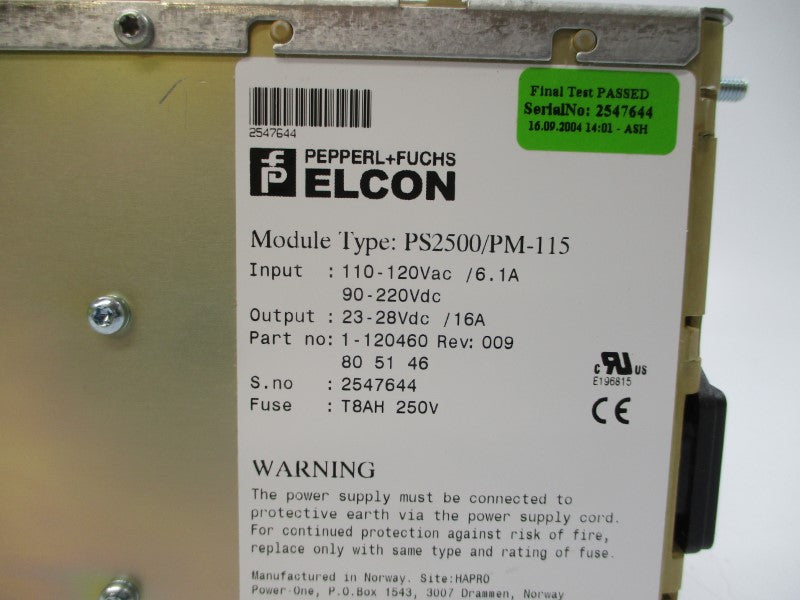 Final Test PASSED
SerialNo: 2547644
16.09.2004 14:01 - ASH
2547644
PEPPERL+FUCHS
ELCON
Module Type: PS2500/PM-115
Input : 110-120Vac /6.1A
90-220Vdc
Output : 23-28Vdc /16A
Part no: 1-120460 Rev: 009
80 51 46
S.no : 2547644
Fuse : T8AH 250V
c RU US
E196815
CE
WARNING
The power supply must be connected to
protective earth via the power supply cord.
For continued protection against risk of fire,
replace only with same type and rating of fuse.
Manufactured in Norway. Site:HAPRO
Power-One, P.O.Box 1543, 3007 Drammen, Norway